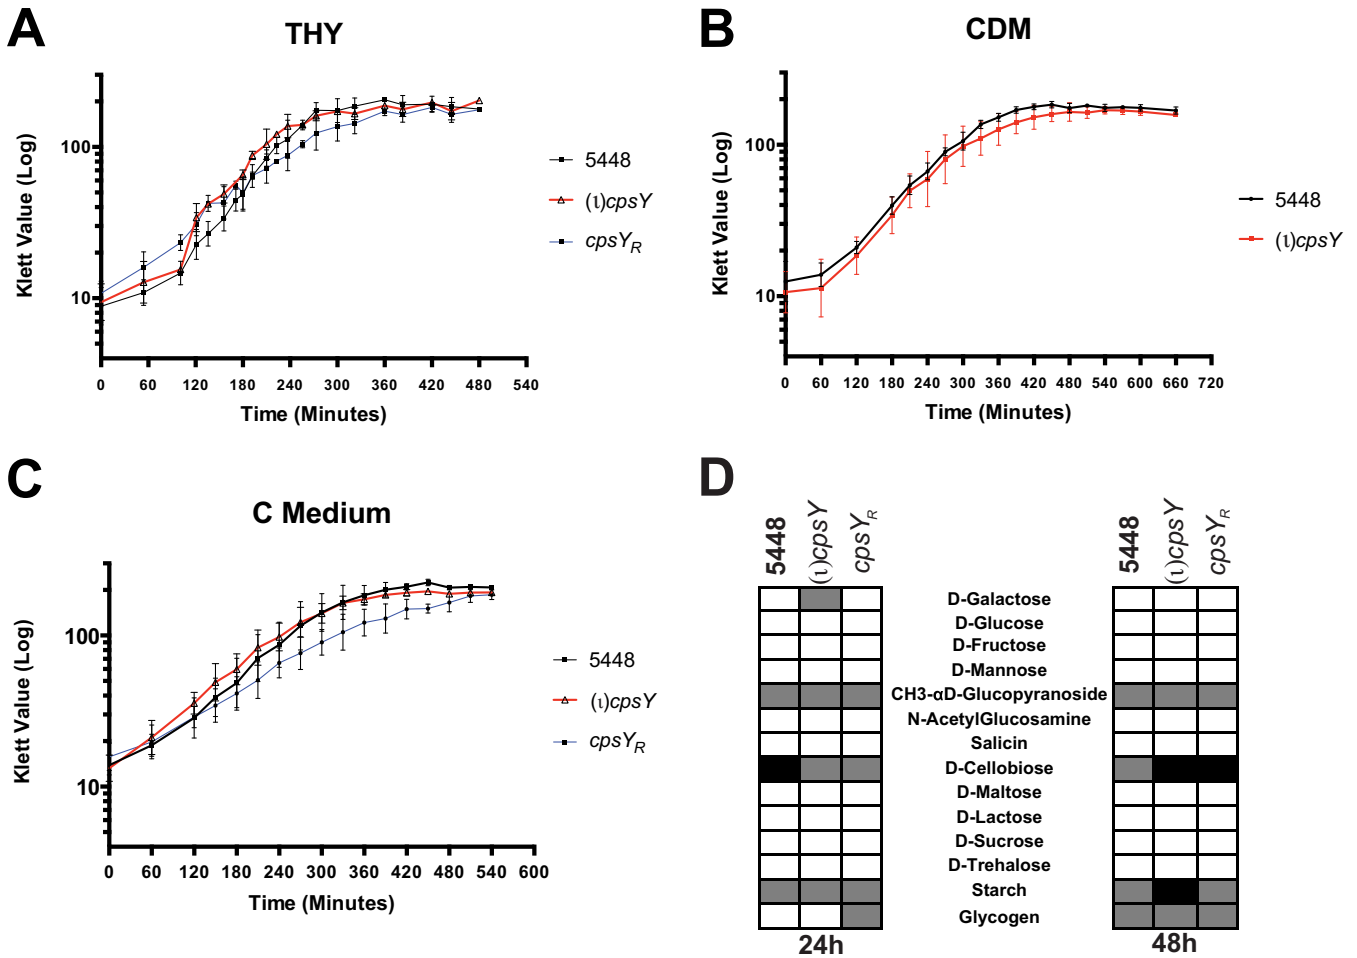 A
THY
Klett Value (Log)
100
10
0 60 120 180 240 300 360 420 480 540
Time (Minutes)
5448
(ι)cpsY
cpsY_R
B
CDM
Klett Value (Log)
100
10
0 60 120 180 240 300 360 420 480 540 600 660 720
Time (Minutes)
5448
(ι)cpsY
C
C Medium
Klett Value (Log)
100
10
0 60 120 180 240 300 360 420 480 540 600
Time (Minutes)
5448
(ι)cpsY
cpsY_R
D
5448 (ι)cpsY cpsY_R
5448 (ι)cpsY cpsY_R
D-Galactose
D-Glucose
D-Fructose
D-Mannose
CH3-αD-Glucopyranoside
N-AcetylGlucosamine
Salicin
D-Cellobiose
D-Maltose
D-Lactose
D-Sucrose
D-Trehalose
Starch
Glycogen
24h
48h